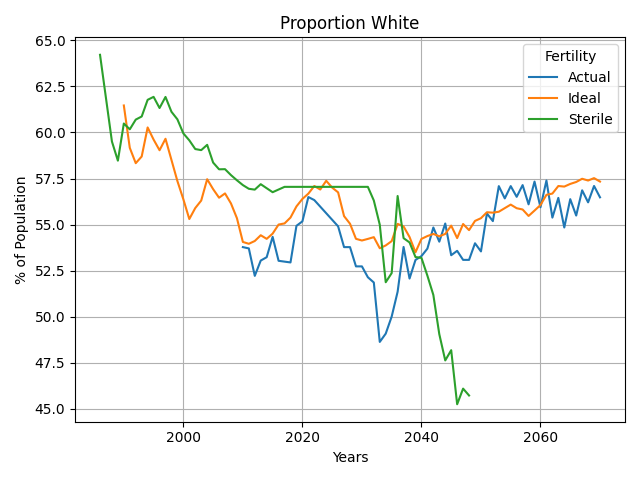 Proportion White
Fertility
Actual
Ideal
Sterile
65.0
62.5
60.0
57.5
55.0
52.5
50.0
47.5
45.0
% of Population
2000
2020
2040
2060
Years